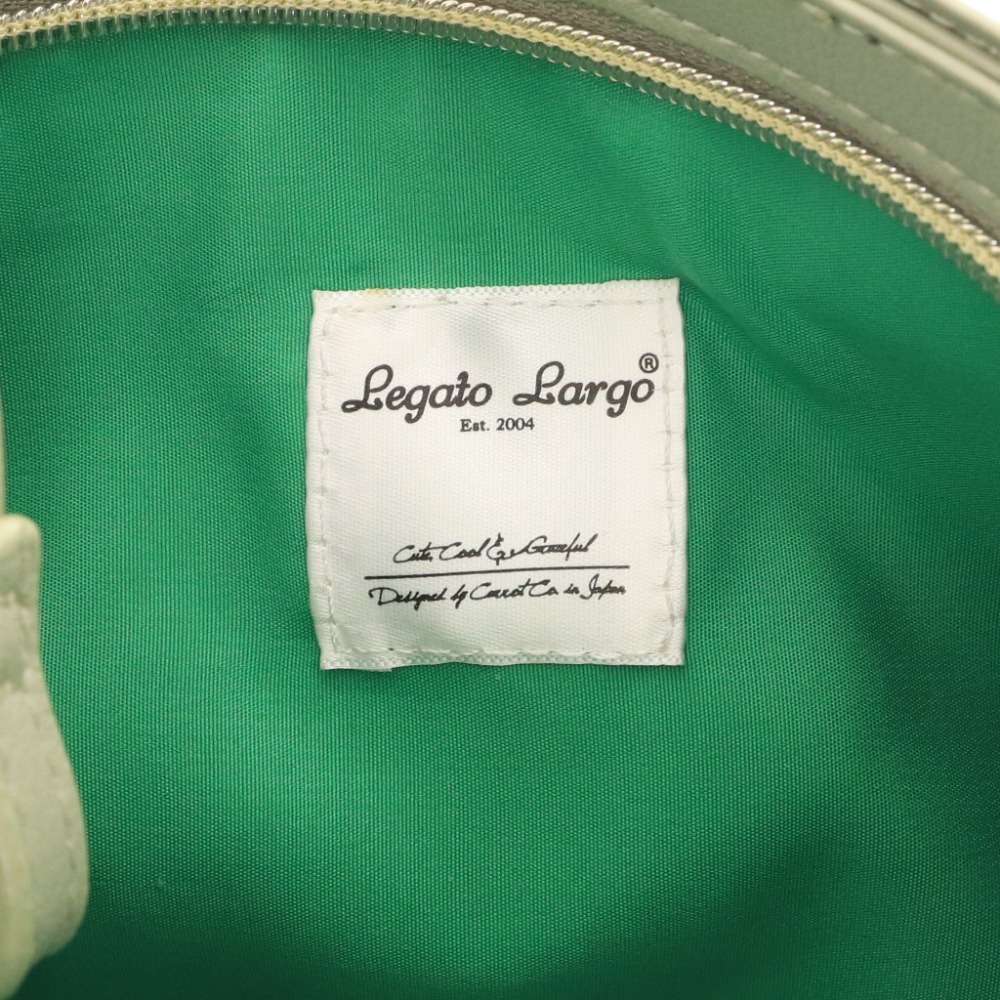 Legato Largo®
Est. 2004
Cute, Cool & Graceful
Designed by Carrot Co. in Japan